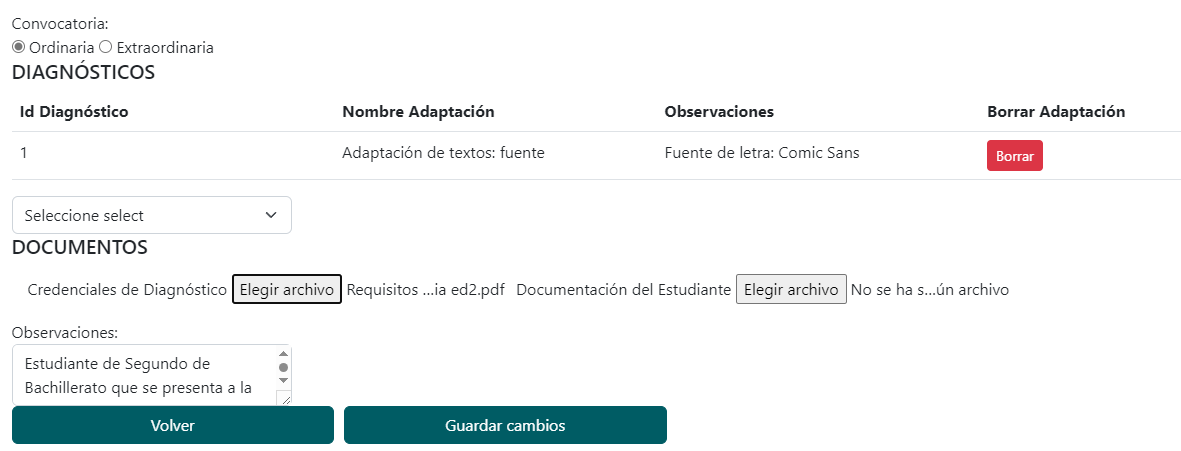 Convocatoria:
Ordinaria Extraordinaria
DIAGNÓSTICOS
Id Diagnóstico Nombre Adaptación Observaciones Borrar Adaptación
1 Adaptación de textos: fuente Fuente de letra: Comic Sans Borrar
Seleccione select
DOCUMENTOS
Credenciales de Diagnóstico Elegir archivo Requisitos ...ia ed2.pdf Documentación del Estudiante Elegir archivo No se ha s...ún archivo
Observaciones:
Estudiante de Segundo de
Bachillerato que se presenta a la
Volver Guardar cambios